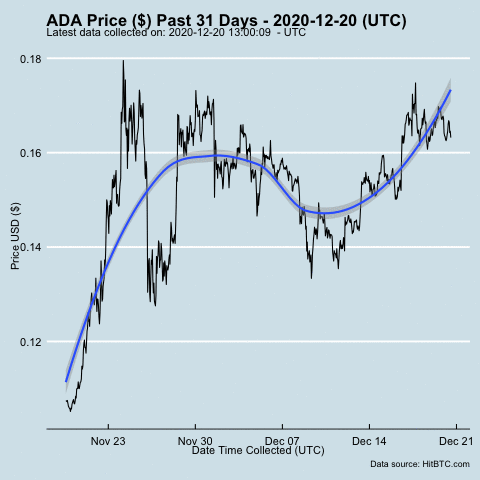 ADA Price ($) Past 31 Days - 2020-12-20 (UTC)
Latest data collected on: 2020-12-20 13:00:09 - UTC
0.18
0.16
0.14
0.12
Price USD ($)
Nov 23 Nov 30 Dec 07 Dec 14 Dec 21
Date Time Collected (UTC)
Data source: HitBTC.com